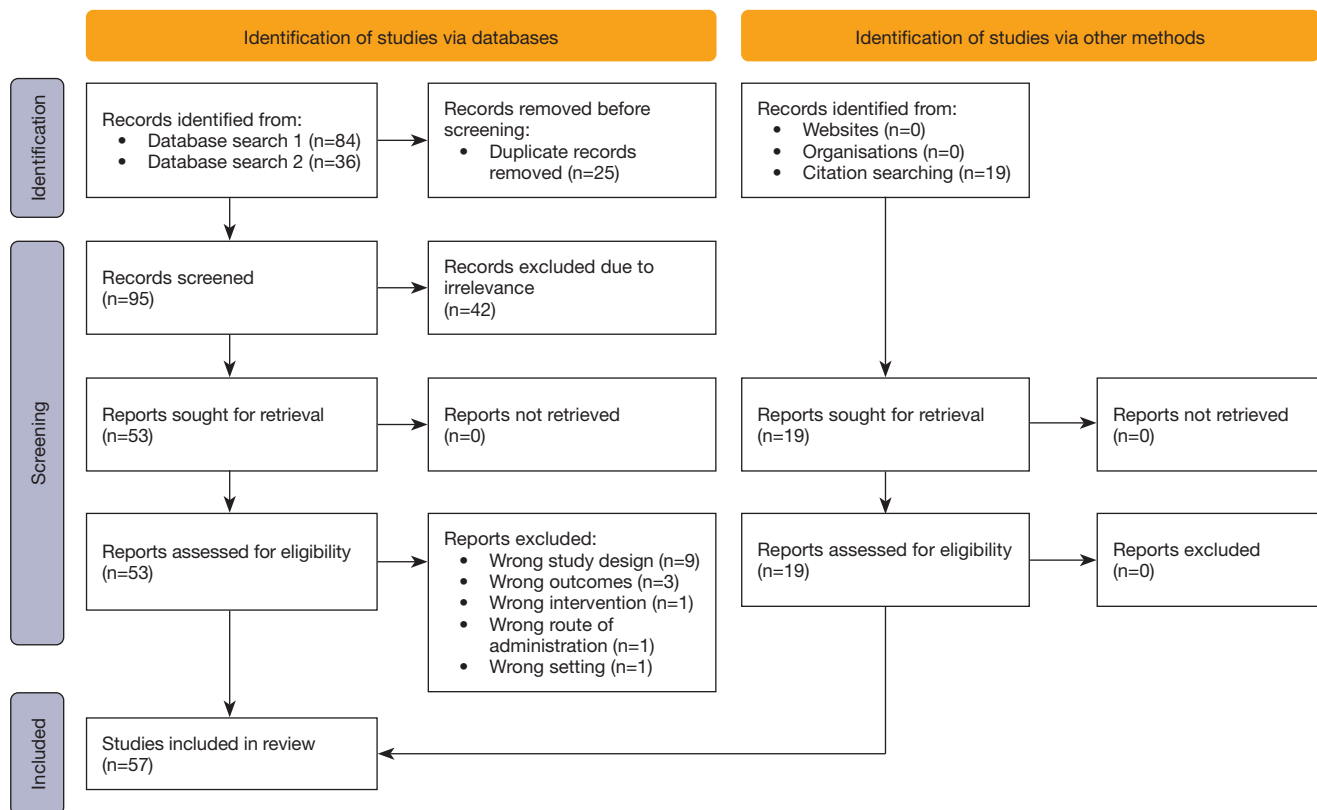 Identification of studies via databases
Identification of studies via other methods
Identification
Records identified from:
• Database search 1 (n=84)
• Database search 2 (n=36)
Records removed before
screening:
• Duplicate records
removed (n=25)
Records identified from:
• Websites (n=0)
• Organisations (n=0)
• Citation searching (n=19)
Screening
Records screened
(n=95)
Records excluded due to
irrelevance
(n=42)
Reports sought for retrieval
(n=53)
Reports not retrieved
(n=0)
Reports sought for retrieval
(n=19)
Reports not retrieved
(n=0)
Reports assessed for eligibility
(n=53)
Reports excluded:
• Wrong study design (n=9)
• Wrong outcomes (n=3)
• Wrong intervention (n=1)
• Wrong route of
administration (n=1)
• Wrong setting (n=1)
Reports assessed for eligibility
(n=19)
Reports excluded
(n=0)
Included
Studies included in review
(n=57)